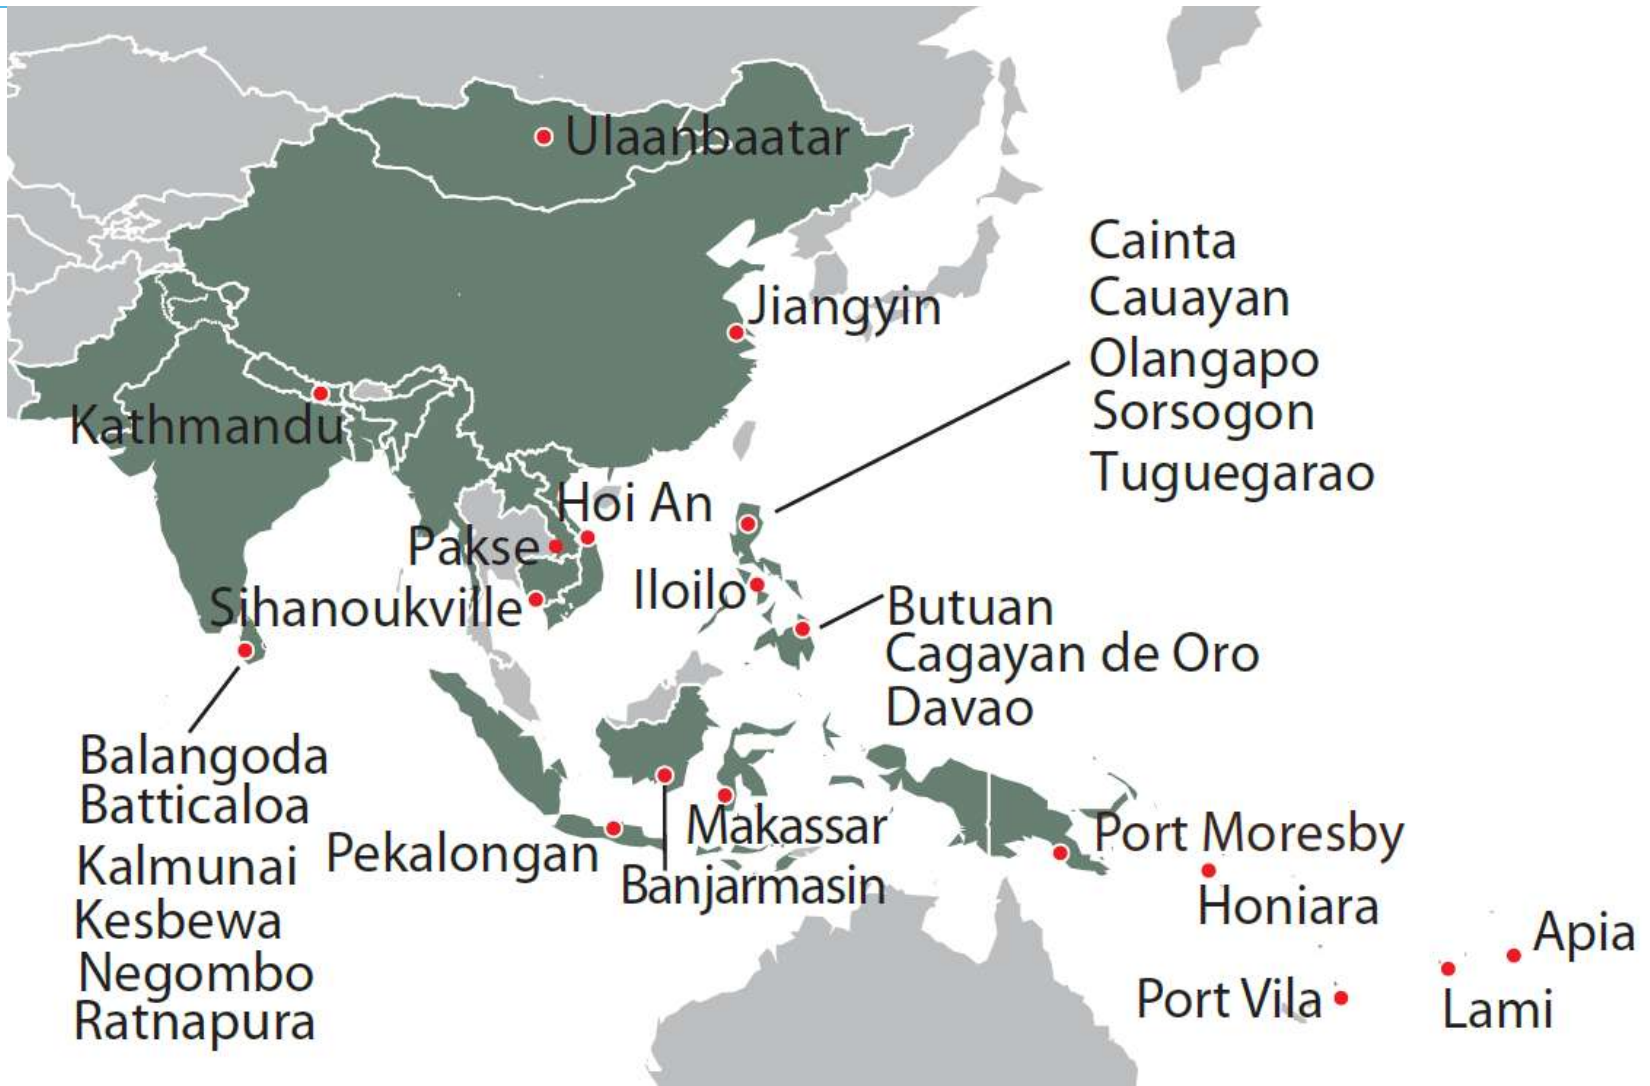 Ulaanbaatar
Cainta
Cauayan
Olangapo
Sorsogon
Tuguegarao
Jiangyin
Kathmandu
Hoi An
Pakse
Iloilo
Sihanoukville
Butuan
Cagayan de Oro
Davao
Balangoda
Batticaloa
Kalmunai
Kesbewa
Negombo
Ratnapura
Pekalongan
Makassar
Banjarmasin
Port Moresby
Honiara
Apia
Port Vila
Lami